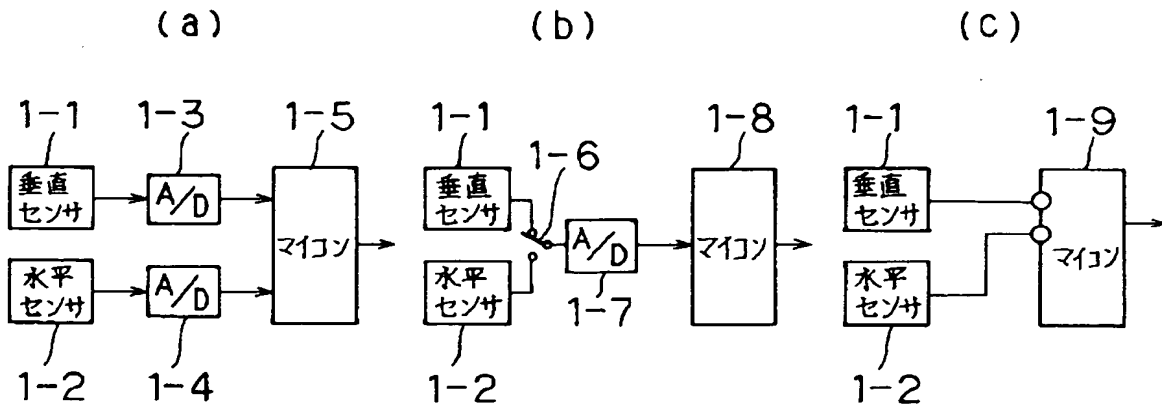 (a)
(b)
(c)
1-1
1-3
1-5
1-1
1-6
1-8
1-1
1-9
垂直
センサ
A/D
マイコン
水平
センサ
A/D
1-2
1-4
垂直
センサ
A/D
マイコン
水平
センサ
1-7
1-2
垂直
センサ
マイコン
水平
センサ
1-2